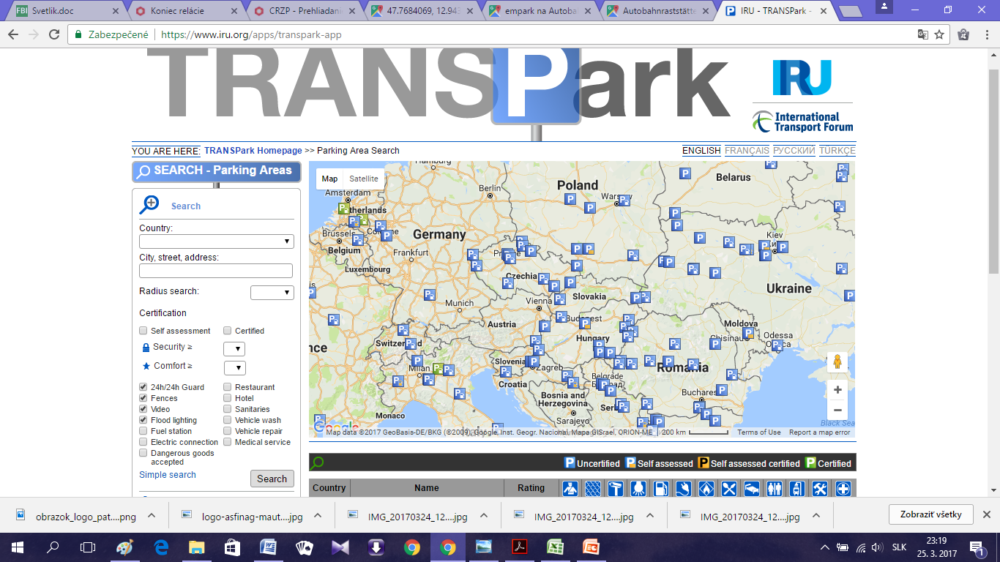 Svetlik.doc
Koniec relácie
CRZP - Prehliadani
47.7684069, 12.943
empark na Autoba
Autobahnraststätte
IRU - TRANSPark -
Zabezpečené
https://www.iru.org/apps/transpark-app
TRANSPark
IRU
International
Transport Forum
YOU ARE HERE: TRANSPark Homepage >> Parking Area Search
ENGLISH FRANÇAIS РУССКИЙ TÜRKÇE
SEARCH - Parking Areas
Search
Country:
City, street, address:
Radius search:
Certification
Self assessment Certified
Security ≥
Comfort ≥
24h/24h Guard Restaurant
Fences Hotel
Video Sanitaries
Flood lighting Vehicle wash
Fuel station Vehicle repair
Electric connection Medical service
Dangerous goods
accepted
Simple search
Search
Map Satellite
Hamburg
Amsterdam
Berlin
Poland
Belarus
Brussels
Belgium
Germany
Frankfurt
Luxembourg
Kiev
Czechia
Ukraine
Munich
Vienna
Slovakia
Austria
Budapest
Hungary
Moldova
Chisinau
Odessa
Milan
Slovenia
Zagreb
Croatia
Romania
Belgrade
Bosnia and
Herzegovina
Sarajevo
Monaco
Black Sea
Google
Map data ©2017 GeoBasis-DE/BKG (©2009), Google, Inst. Geogr. Nacional, Mapa GISrael, ORION-ME
200 km
Terms of Use
Report a map error
Uncertified Self assessed Self assessed certified Certified
Country Name Rating
obrazok_logo_pat....png
logo-asfinag-maut....jpg
IMG_20170324_12....jpg
IMG_20170324_12....jpg
IMG_20170324_12....jpg
Zobraziť všetky
SLK
23:19
25. 3. 2017
1